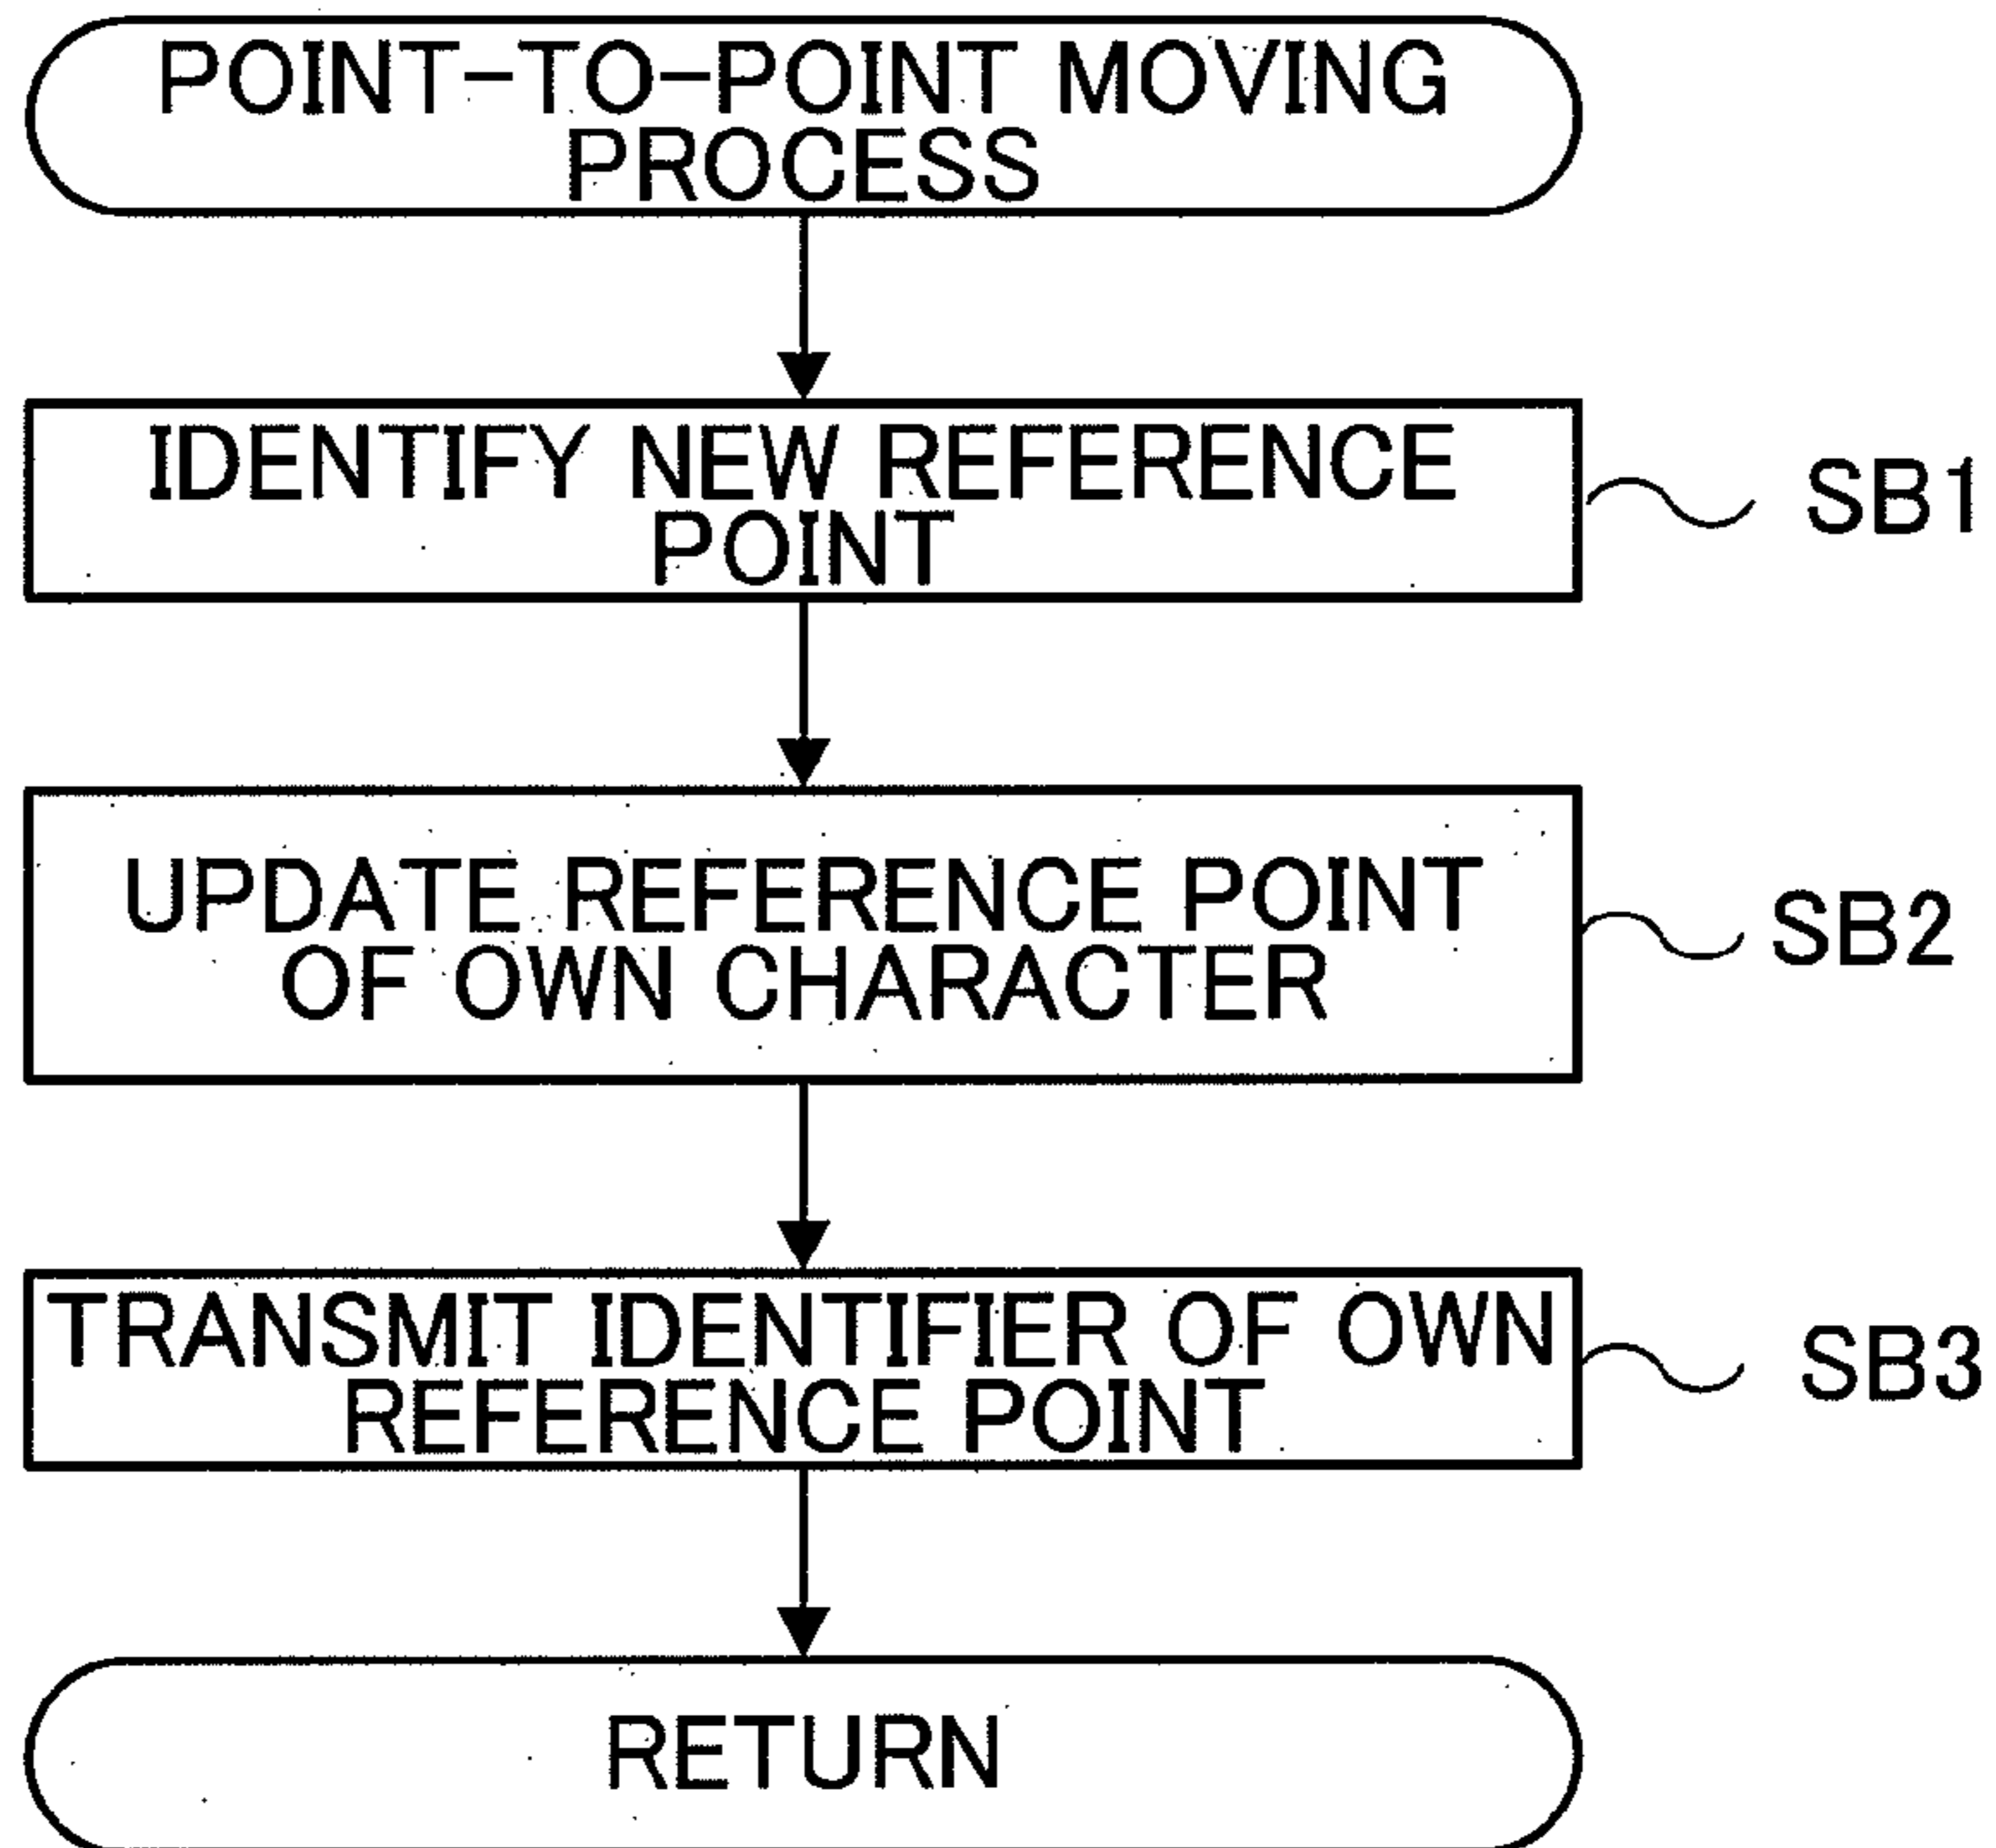 POINT-TO-POINT MOVING
PROCESS
IDENTIFY NEW REFERENCE
POINT
SB1
UPDATE REFERENCE POINT
OF OWN CHARACTER
SB2
TRANSMIT IDENTIFIER OF OWN
REFERENCE POINT
SB3
RETURN